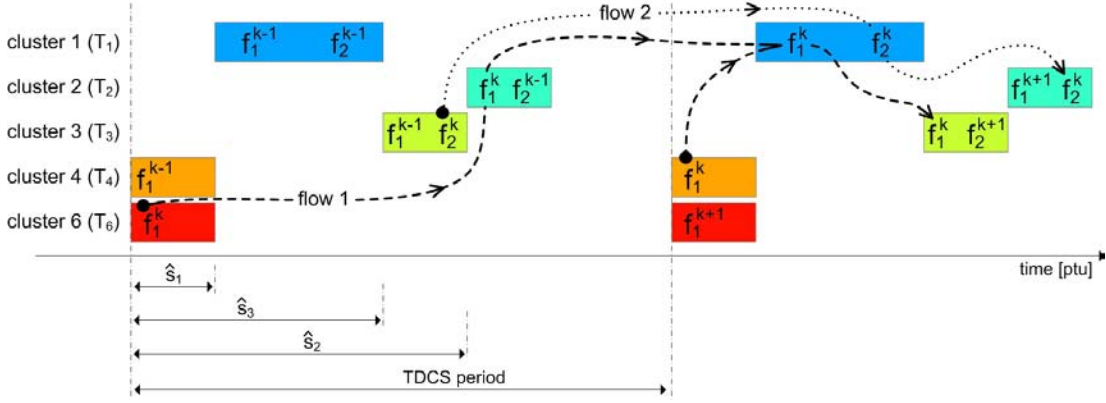 flow 2
cluster 1 (T₁) f₁ᵏ⁻¹ f₂ᵏ⁻¹ f₁ᵏ f₂ᵏ
cluster 2 (T₂) f₁ᵏ f₂ᵏ⁻¹ f₁ᵏ⁺¹ f₂ᵏ
cluster 3 (T₃) f₁ᵏ⁻¹ f₂ᵏ f₁ᵏ f₂ᵏ⁺¹
cluster 4 (T₄) f₁ᵏ⁻¹ f₁ᵏ
flow 1
cluster 6 (T₆) f₁ᵏ f₁ᵏ⁺¹
time [ptu]
ŝ₁
ŝ₃
ŝ₂
TDCS period